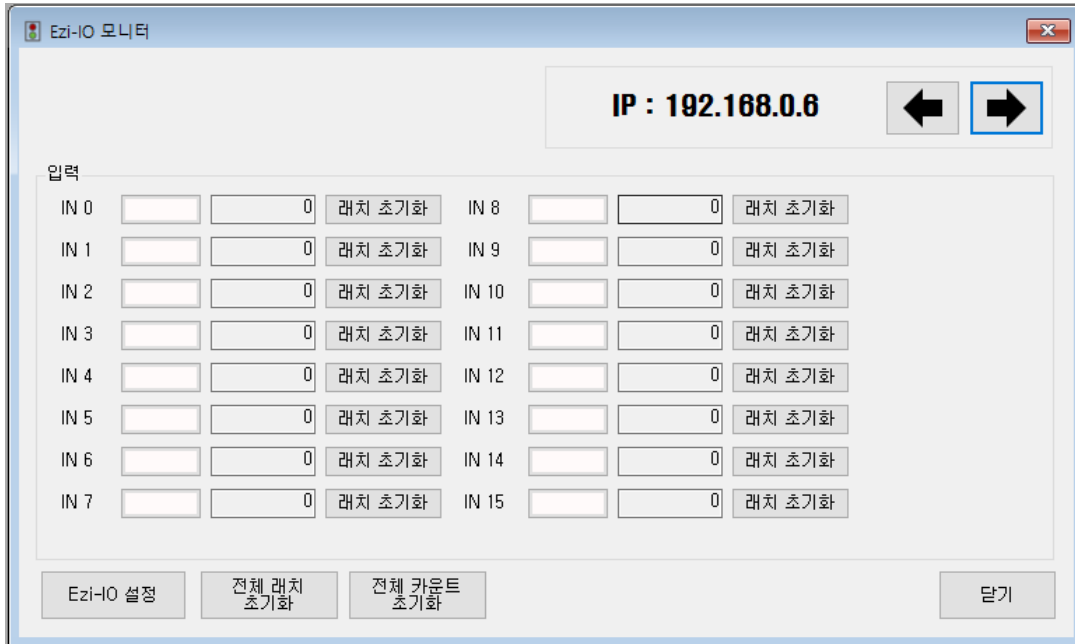 Ezi-IO 모니터
IP : 192.168.0.6
입력
IN 0 0 래치 초기화 IN 8 0 래치 초기화
IN 1 0 래치 초기화 IN 9 0 래치 초기화
IN 2 0 래치 초기화 IN 10 0 래치 초기화
IN 3 0 래치 초기화 IN 11 0 래치 초기화
IN 4 0 래치 초기화 IN 12 0 래치 초기화
IN 5 0 래치 초기화 IN 13 0 래치 초기화
IN 6 0 래치 초기화 IN 14 0 래치 초기화
IN 7 0 래치 초기화 IN 15 0 래치 초기화
Ezi-IO 설정
전체 래치
초기화
전체 카운트
초기화
닫기